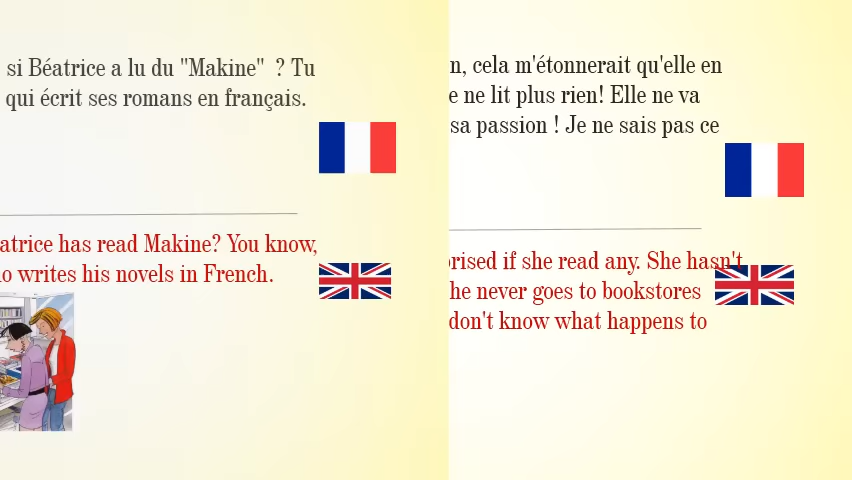 si Béatrice a lu du "Makine" ? Tu
qui écrit ses romans en français.
atrice has read Makine? You know,
o writes his novels in French.
n, cela m'étonnerait qu'elle en
e ne lit plus rien! Elle ne va
sa passion ! Je ne sais pas ce
prised if she read any. She hasn't
he never goes to bookstores
don't know what happens to